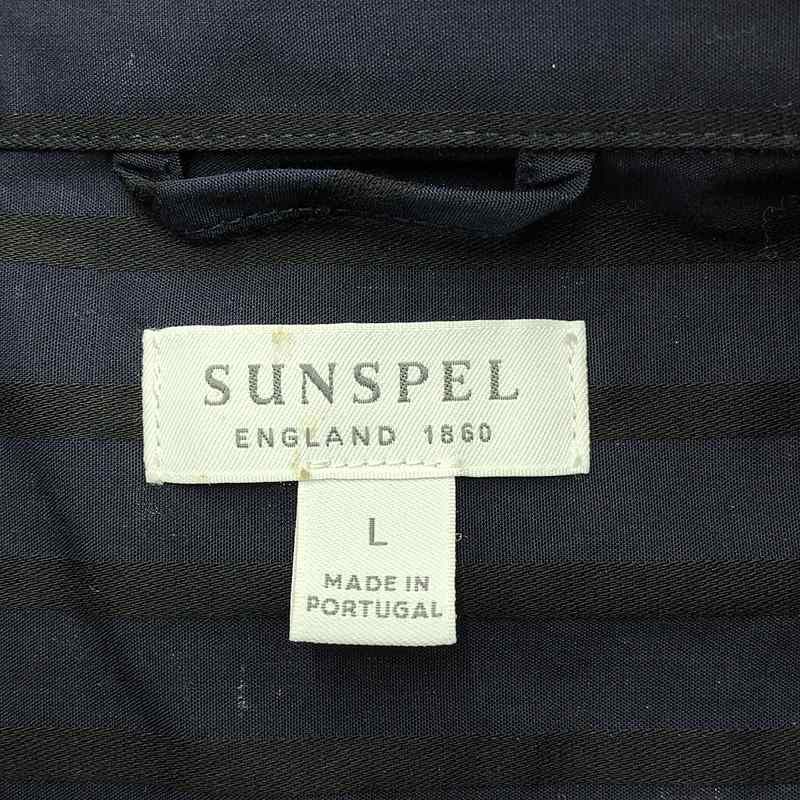 SUNSPEL
ENGLAND 1860
L
MADE IN
PORTUGAL